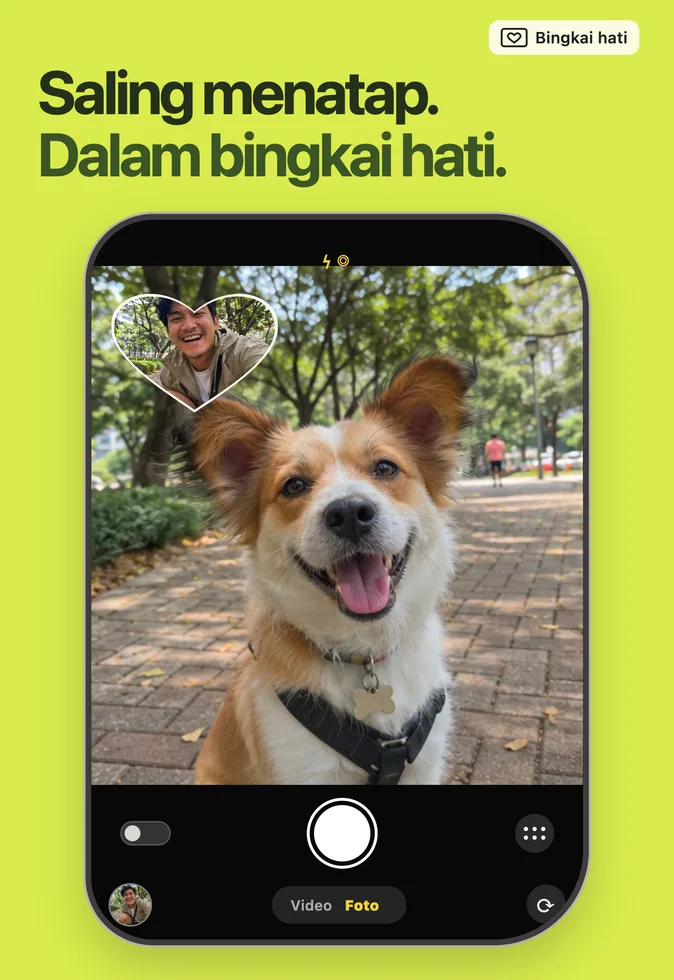 Bingkai hati
Saling menatap.
Dalam bingkai hati.
Video Foto